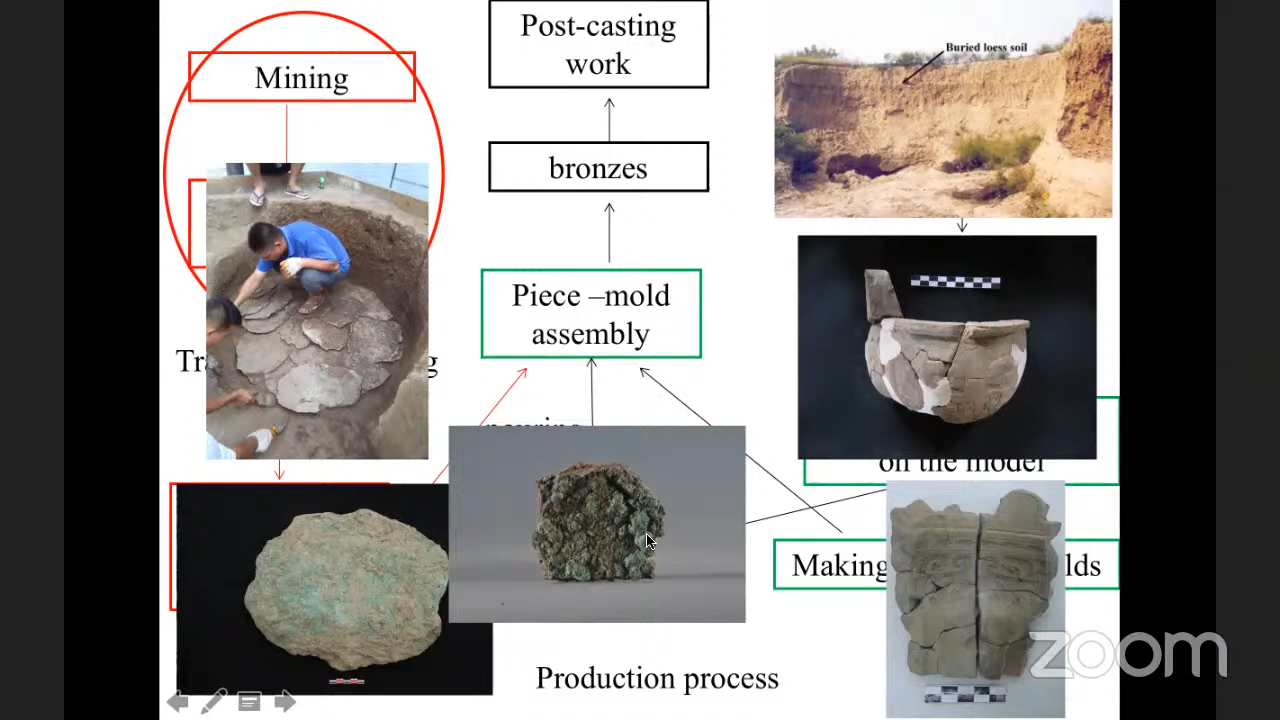 Mining
Post-casting
work
Buried loess soil
bronzes
Piece –mold
assembly
on the model
Making
lds
Production process
zoom